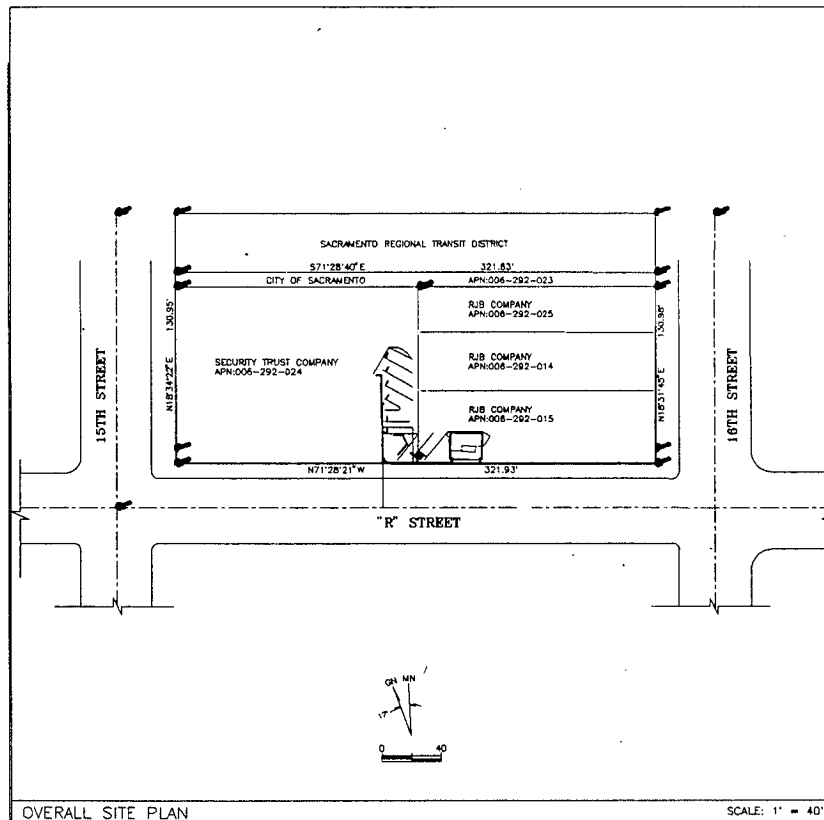 SACRAMENTO REGIONAL TRANSIT DISTRICT
S71°28'40"E 321.83'
CITY OF SACRAMENTO APN:006-292-023
RJB COMPANY
APN:006-292-025
130.95'
130.98'
SECURITY TRUST COMPANY
APN:006-292-024
RJB COMPANY
APN:006-292-014
15TH STREET
N18°34'22"E
N18°31'45"E
16TH STREET
RJB COMPANY
APN:006-292-015
N71°28'21"W 321.93'
"R" STREET
GN MN
17°
0 40
OVERALL SITE PLAN
SCALE: 1' = 40'